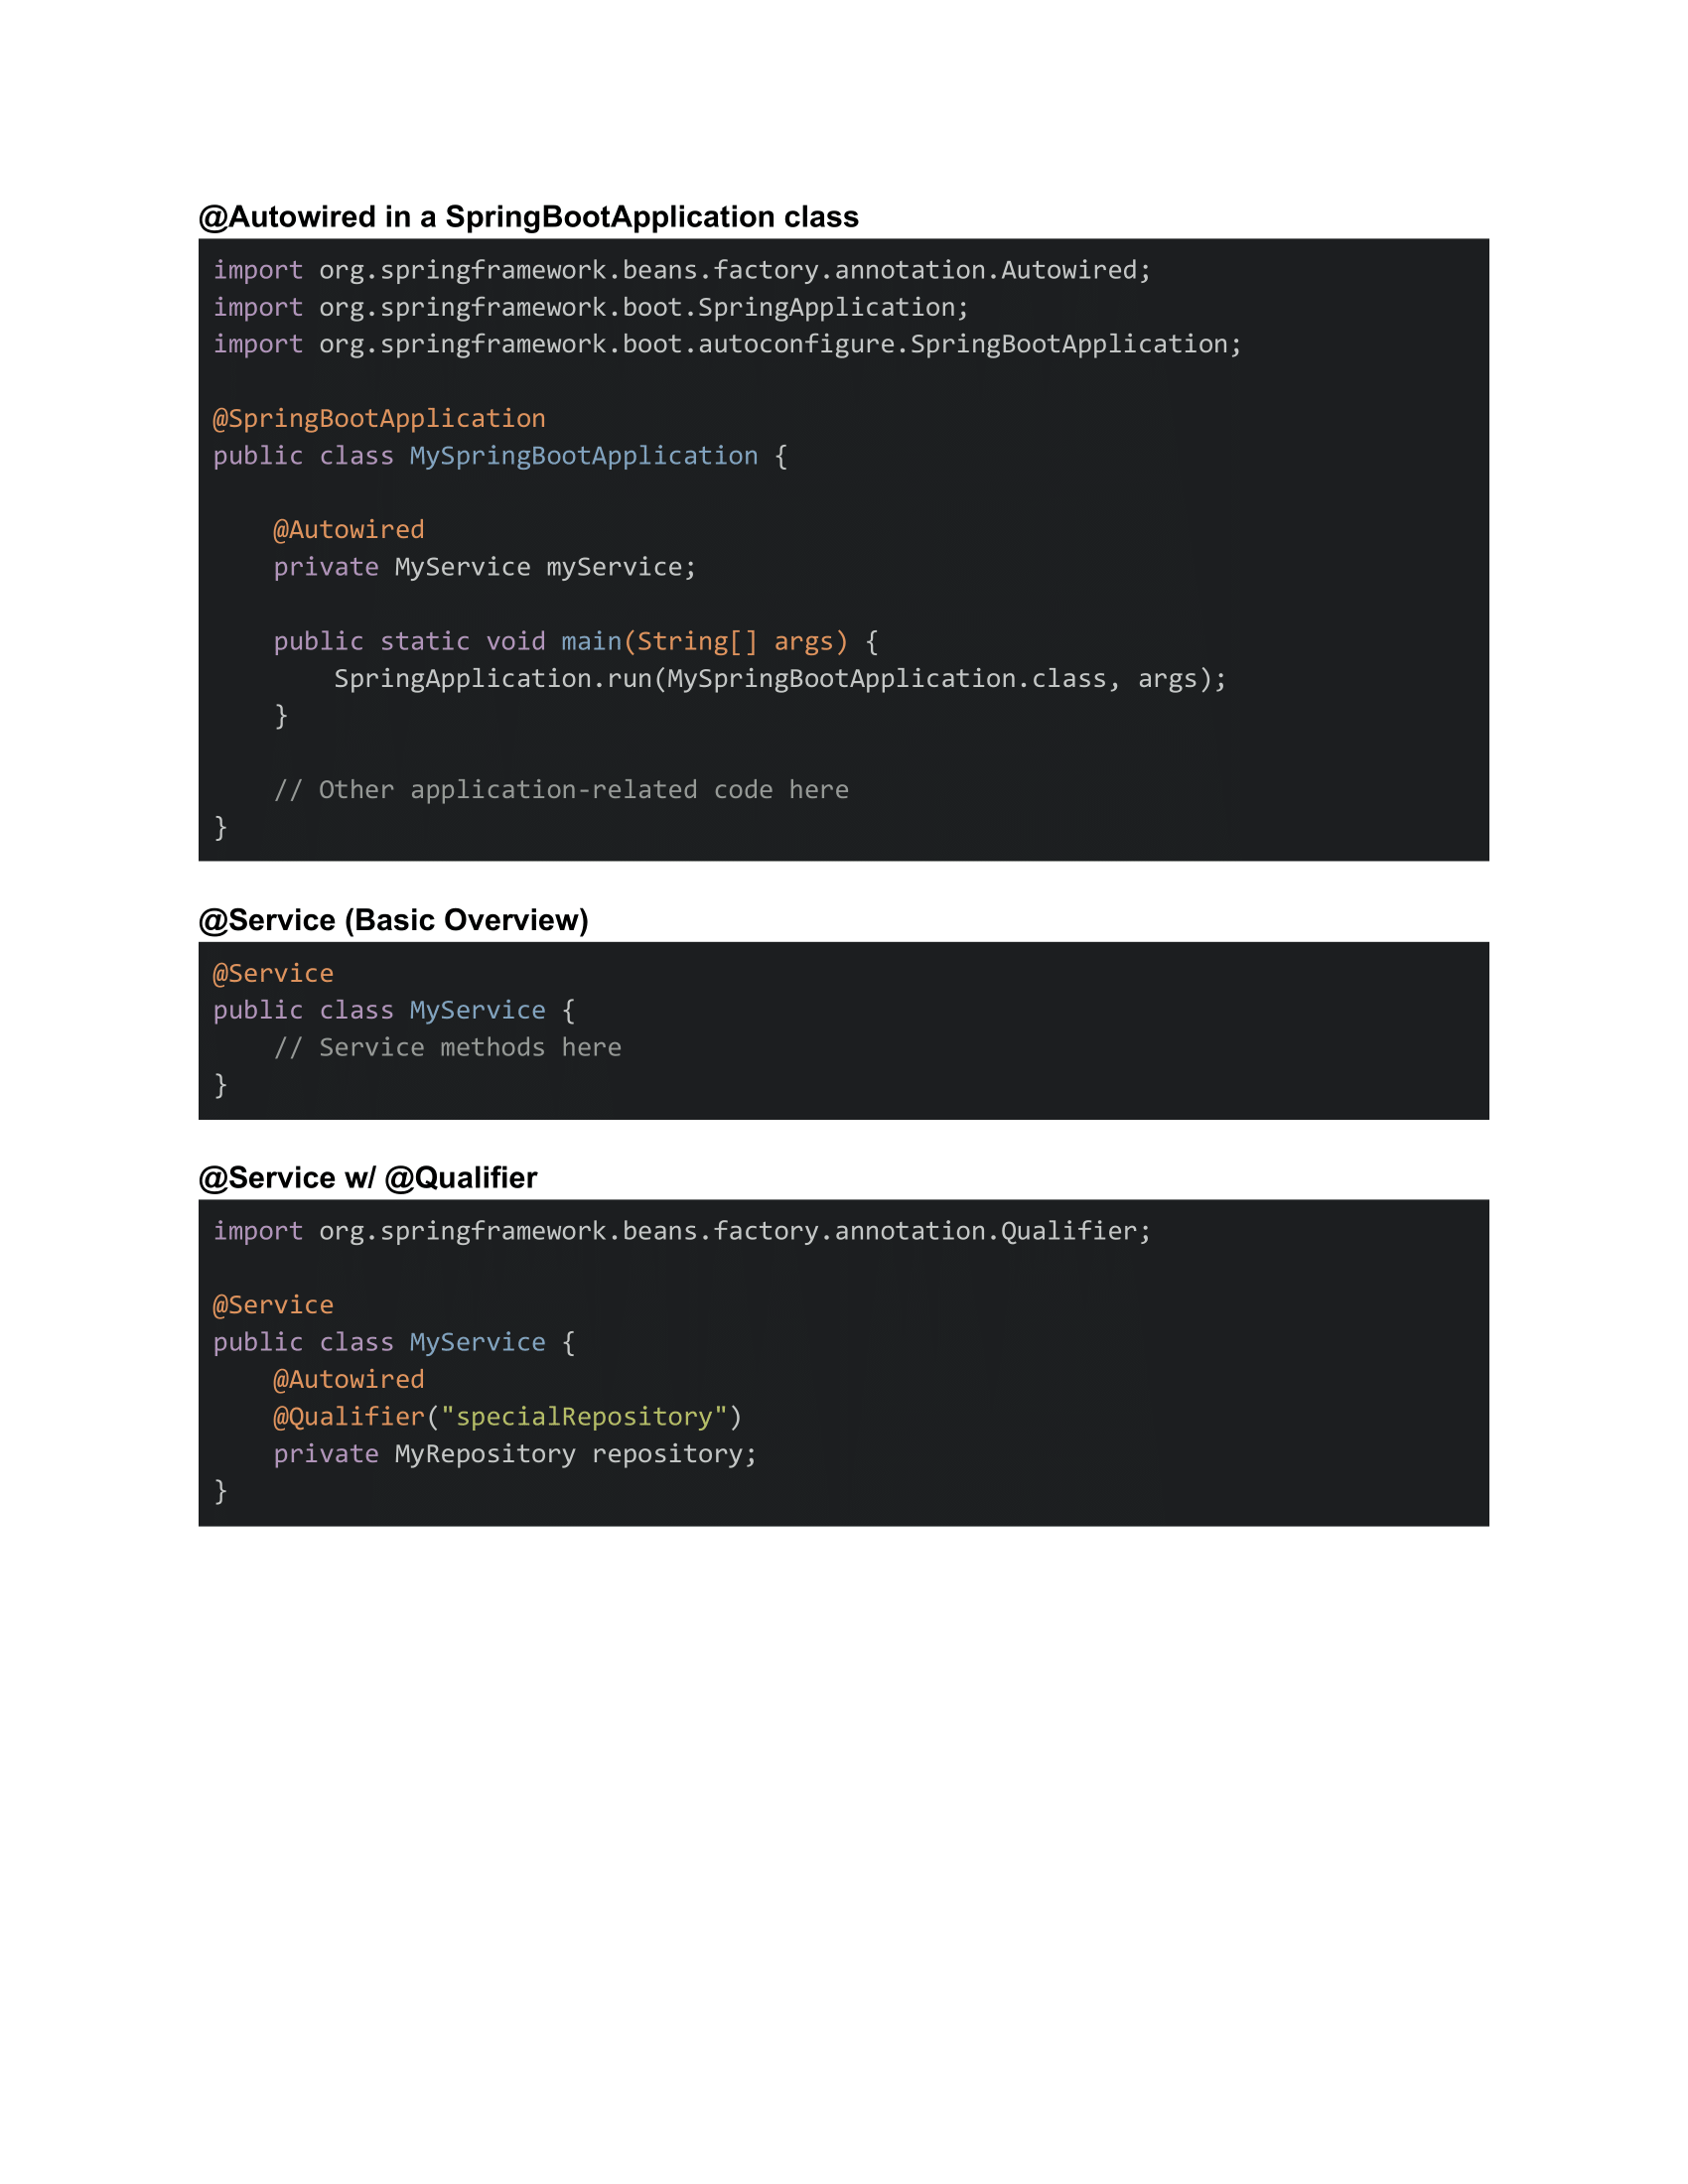 @Autowired in a SpringBootApplication class
import org.springframework.beans.factory.annotation.Autowired;
import org.springframework.boot.SpringApplication;
import org.springframework.boot.autoconfigure.SpringBootApplication;

@SpringBootApplication
public class MySpringBootApplication {

    @Autowired
    private MyService myService;

    public static void main(String[] args) {
        SpringApplication.run(MySpringBootApplication.class, args);
    }

    // Other application-related code here
}

@Service (Basic Overview)
@Service
public class MyService {
    // Service methods here
}

@Service w/ @Qualifier
import org.springframework.beans.factory.annotation.Qualifier;

@Service
public class MyService {
    @Autowired
    @Qualifier("specialRepository")
    private MyRepository repository;
}